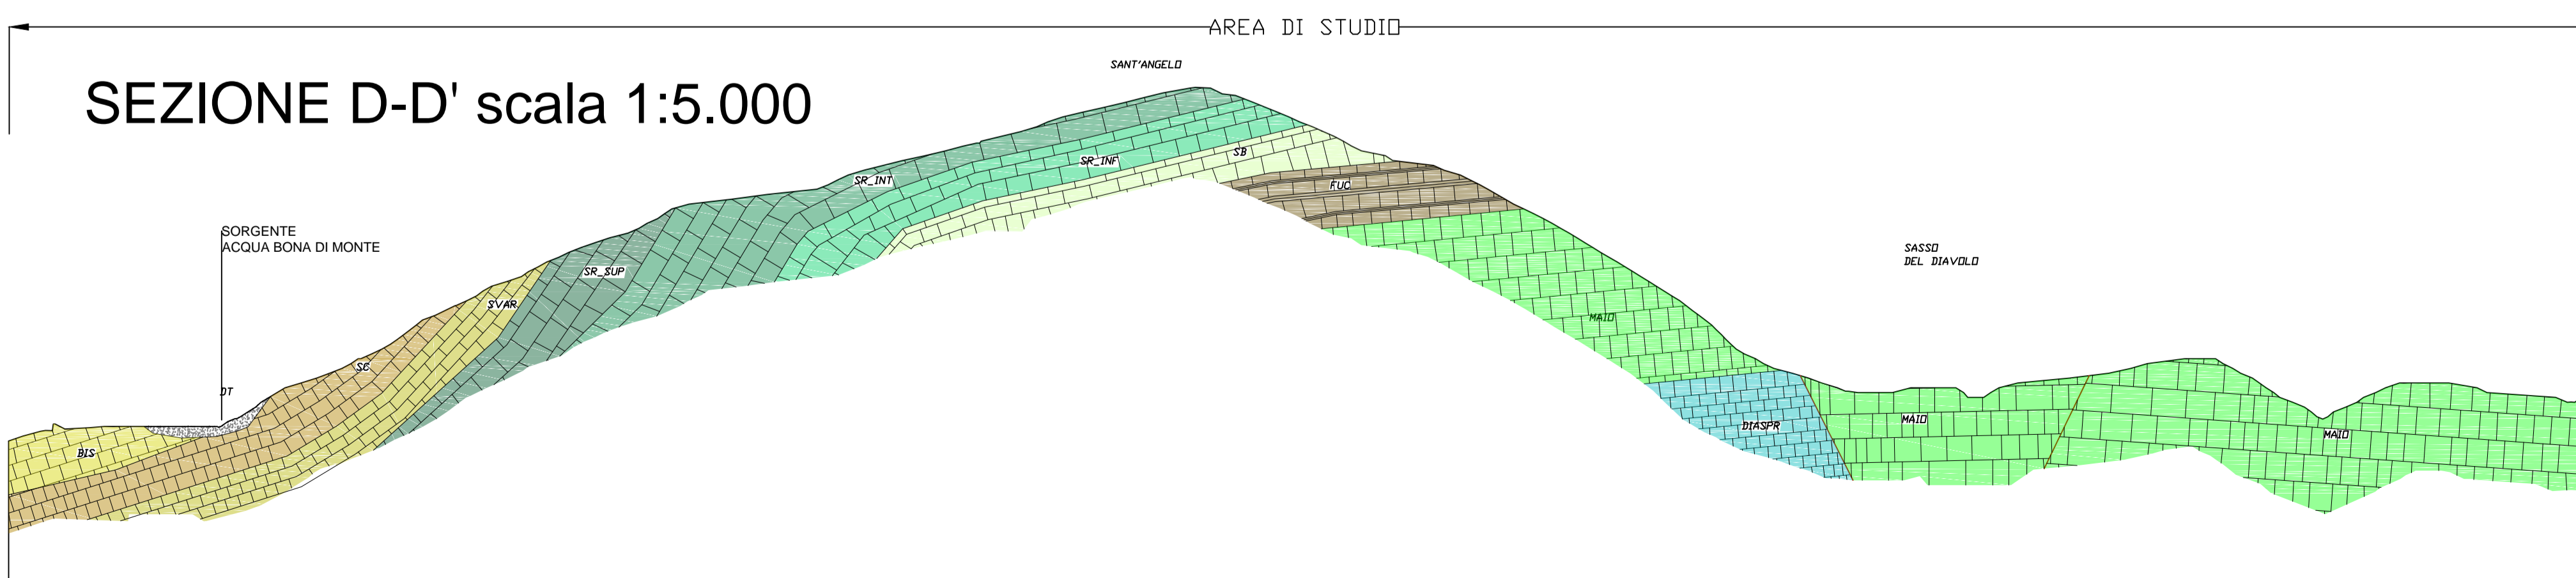 AREA DI STUDIO
SANT'ANGELO
SEZIONE D-D' scala 1:5.000
SB
SR_INF
SR_INT
FUC
SORGENTE
ACQUA BONA DI MONTE
SASSO
DEL DIAVOLO
SR_SUP
SVAR
MAIO
SC
DT
MAIO
DIASPR
MAIO
BIS